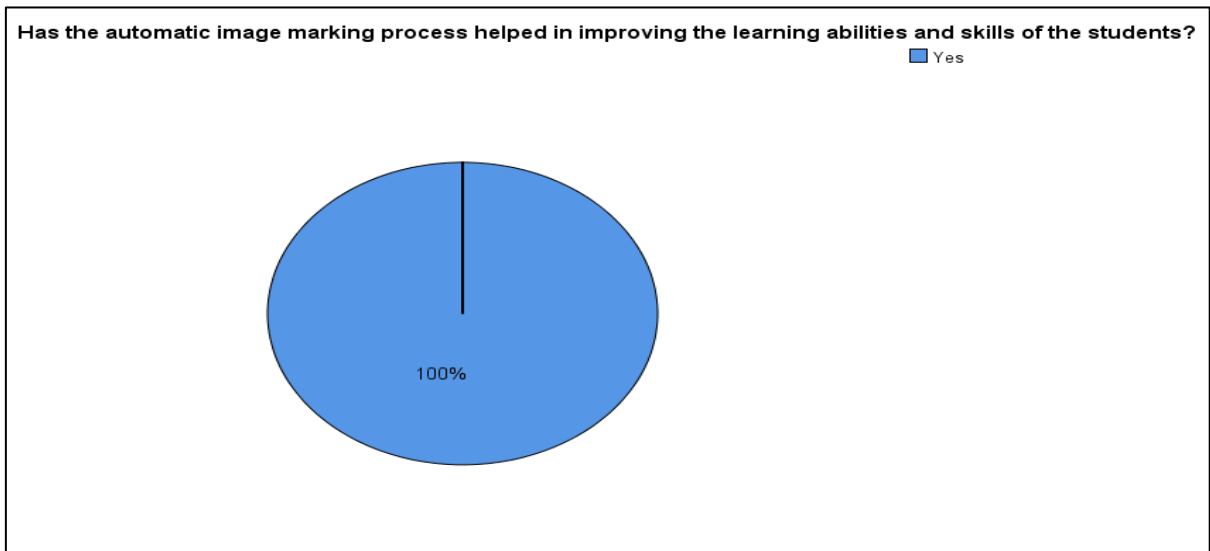 Has the automatic image marking process helped in improving the learning abilities and skills of the students?
Yes
100%